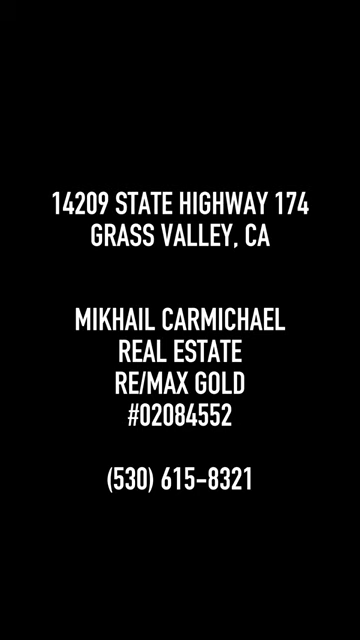 14209 STATE HIGHWAY 174
GRASS VALLEY, CA
MIKHAIL CARMICHAEL
REAL ESTATE
RE/MAX GOLD
#02084552
(530) 615-8321